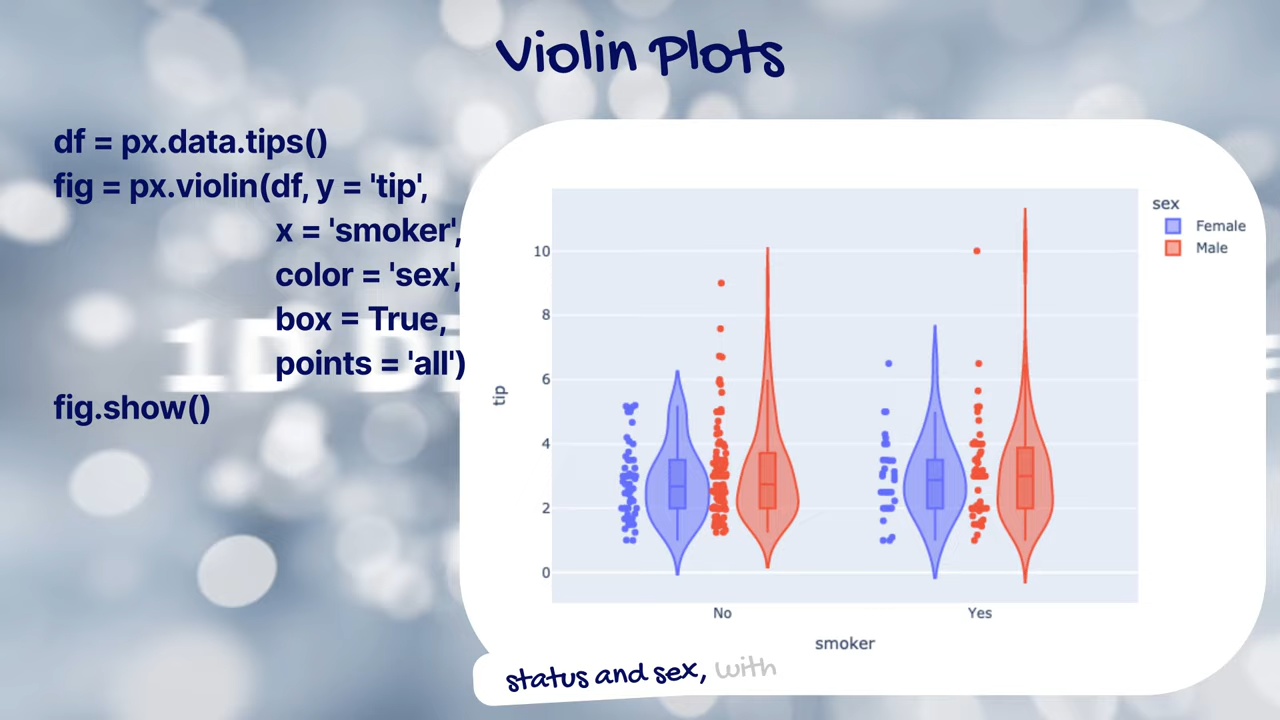 Violin Plots
df = px.data.tips()
fig = px.violin(df, y = 'tip',
x = 'smoker',
color = 'sex',
box = True,
points = 'all')
fig.show()
1D
sex
Female
Male
10
8
6
4
2
0
tip
No
Yes
smoker
status and sex, with